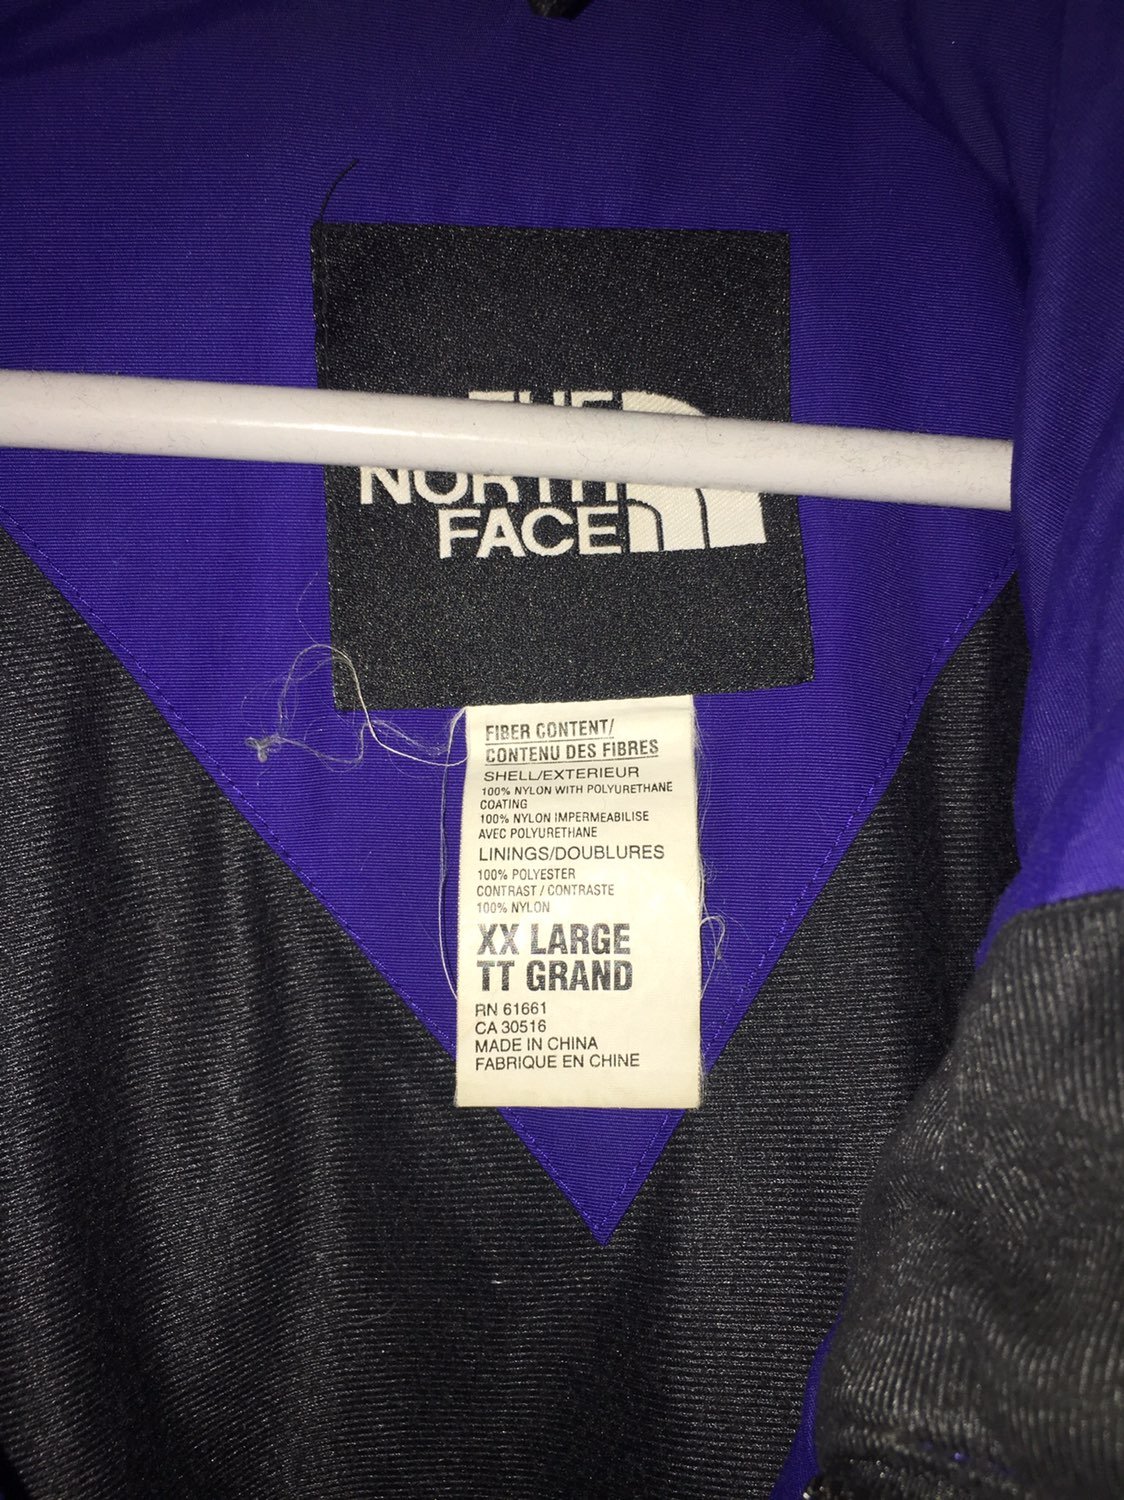 THE
NORTH
FACE
FIBER CONTENT/
CONTENU DES FIBRES
SHELL/EXTERIEUR
100% NYLON WITH POLYURETHANE
COATING
100% NYLON IMPERMEABILISE
AVEC POLYURETHANE
LININGS/DOUBLURES
100% POLYESTER
CONTRAST / CONTRASTE
100% NYLON
XX LARGE
TT GRAND
RN 61661
CA 30516
MADE IN CHINA
FABRIQUE EN CHINE